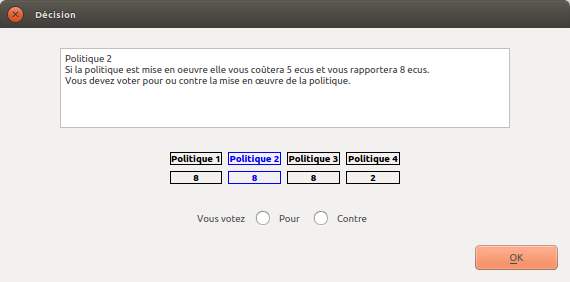 Décision
Politique 2
Si la politique est mise en oeuvre elle vous coûtera 5 ecus et vous rapportera 8 ecus.
Vous devez voter pour ou contre la mise en œuvre de la politique.
Politique 1 Politique 2 Politique 3 Politique 4
8 8 8 2
Vous votez Pour Contre
OK